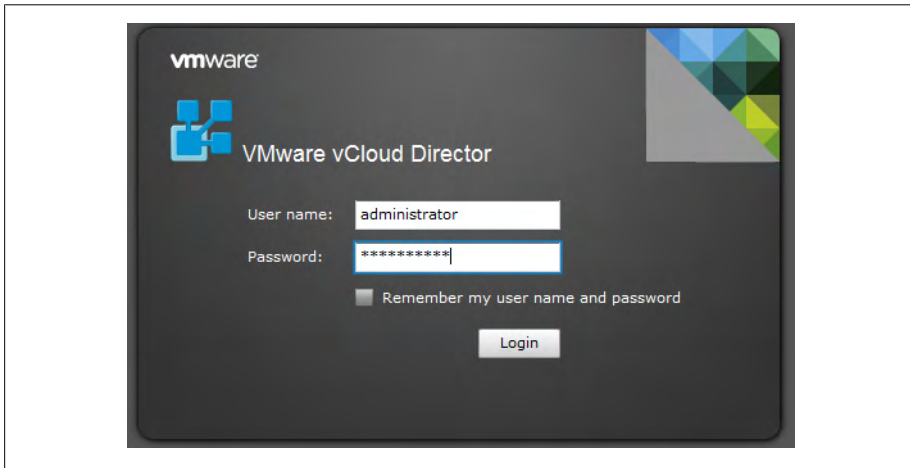 vmware
VMware vCloud Director
User name: administrator
Password: **********
Remember my user name and password
Login